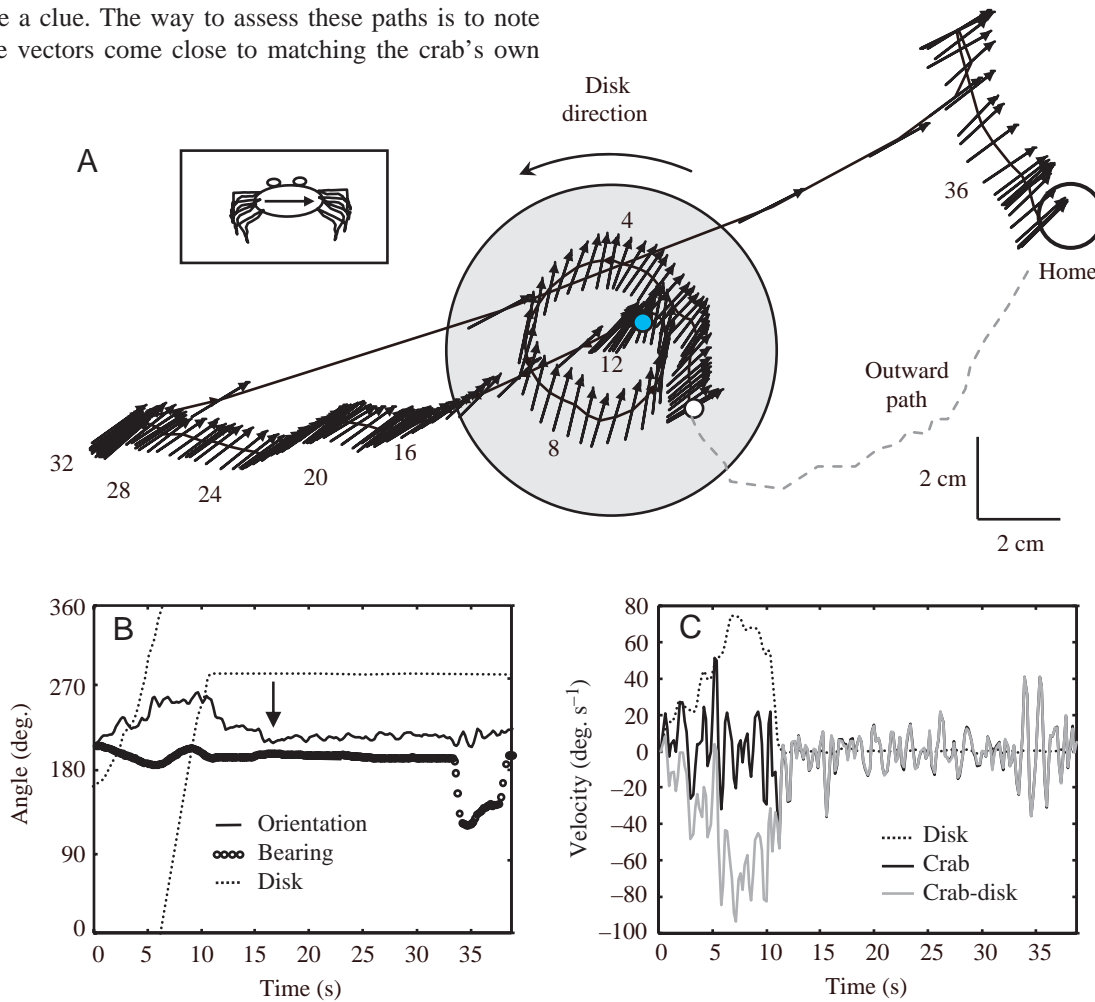 e a clue. The way to assess these paths is to note
e vectors come close to matching the crab's own
Disk
direction
A
4
36
Home
12
Outward
path
8
16
20
24
28
32
2 cm
2 cm
B
360
270
180
90
0
Angle (deg.)
Orientation
Bearing
Disk
0 5 10 15 20 25 30 35
Time (s)
C
80
60
40
20
0
–20
–40
–60
–80
–100
Velocity (deg. s–1)
Disk
Crab
Crab-disk
0 5 10 15 20 25 30 35
Time (s)